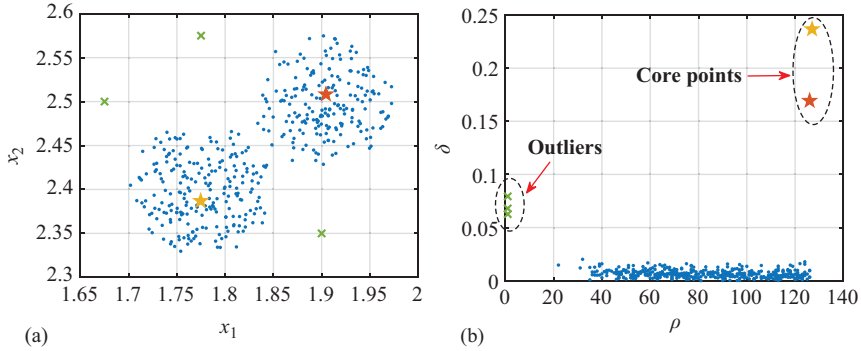 2.6
2.55
2.5
2.45
2.4
2.35
2.3
x2
1.65 1.7 1.75 1.8 1.85 1.9 1.95 2
x1
(a)
0.25
0.2
0.15
0.1
0.05
0
δ
Core points
Outliers
0 20 40 60 80 100 120 140
ρ
(b)